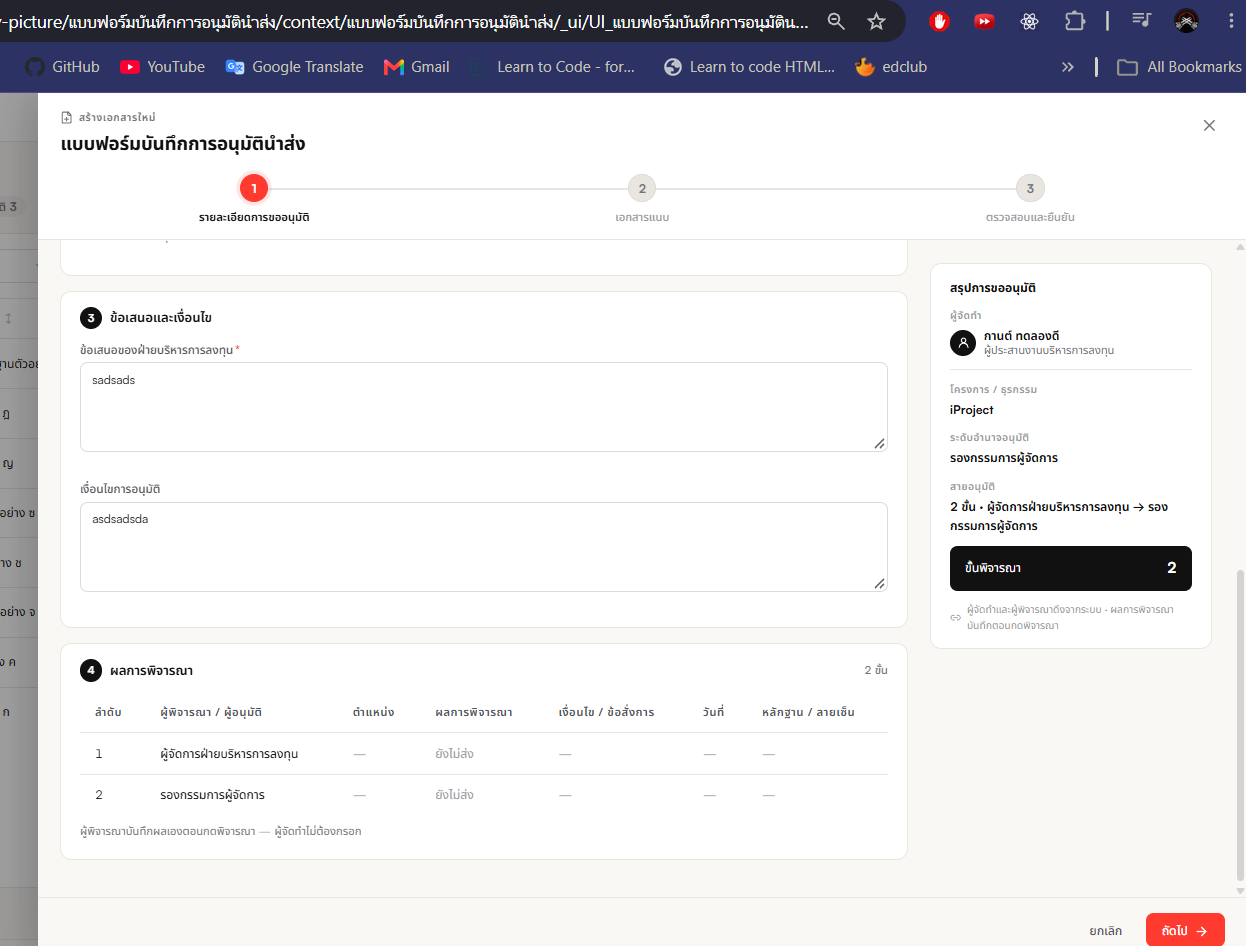 -picture/แบบฟอร์มบันทึกการอนุมัตินำส่ง/context/แบบฟอร์มบันทึกการอนุมัตินำส่ง/_ui/UI_แบบฟอร์มบันทึกการอนุมัติน...
GitHub YouTube Google Translate Gmail Learn to Code - for... Learn to code HTML... edclub All Bookmarks
สร้างเอกสารใหม่
แบบฟอร์มบันทึกการอนุมัตินำส่ง
1 2 3
รายละเอียดการขออนุมัติ เอกสารแนบ ตรวจสอบและยืนยัน
3 ข้อเสนอและเงื่อนไข
ข้อเสนอของฝ่ายบริหารการลงทุน*
sadsads
เงื่อนไขการอนุมัติ
asdsadsda
4 ผลการพิจารณา 2 ขั้น
ลำดับ ผู้พิจารณา / ผู้อนุมัติ ตำแหน่ง ผลการพิจารณา เงื่อนไข / ข้อสั่งการ วันที่ หลักฐาน / ลายเซ็น
1 ผู้จัดการฝ่ายบริหารการลงทุน — ยังไม่ส่ง — — —
2 รองกรรมการผู้จัดการ — ยังไม่ส่ง — — —
ผู้พิจารณาบันทึกผลเองตอนกดพิจารณา — ผู้จัดทำไม่ต้องกรอก
สรุปการขออนุมัติ
ผู้จัดทำ
กานต์ ทดลองดี
ผู้ประสานงานบริหารการลงทุน
โครงการ / ธุรกรรม
iProject
ระดับอำนาจอนุมัติ
รองกรรมการผู้จัดการ
สายอนุมัติ
2 ขั้น · ผู้จัดการฝ่ายบริหารการลงทุน → รอง
กรรมการผู้จัดการ
ขั้นพิจารณา 2
ผู้จัดทำและผู้พิจารณาดึงจากระบบ · ผลการพิจารณา
บันทึกตอนกดพิจารณา
ยกเลิก ถัดไป →